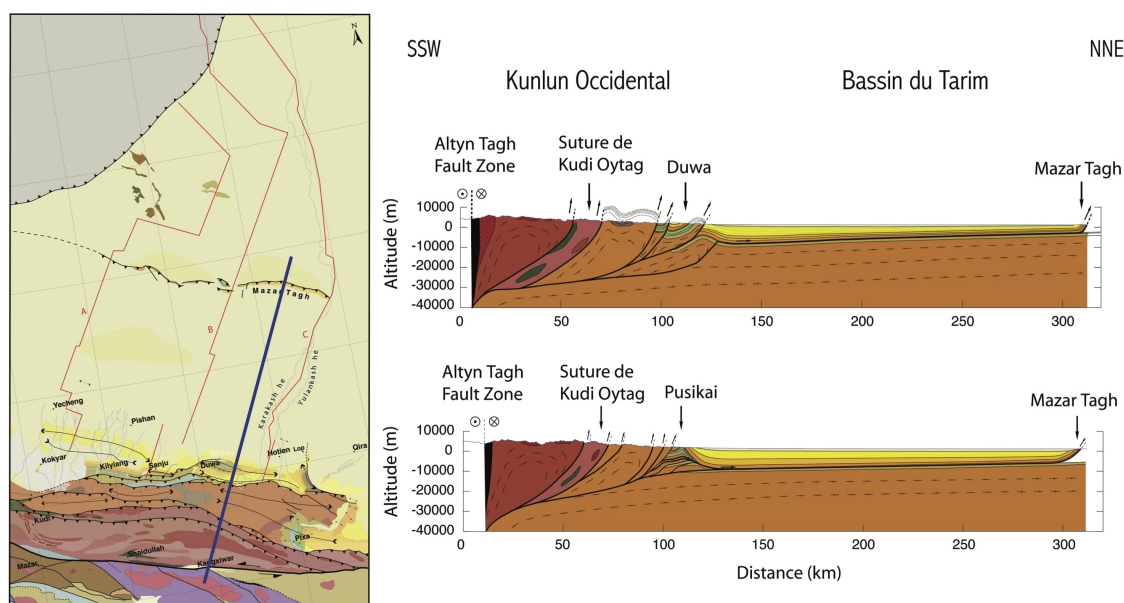 N
A
B
C
Mazar Tagh
Karakash he
Yulankash he
Yecheng
Pishan
Kokyar
Kilyiang
Sanju
Duwa
Hotien
Lop
Qira
Kudi
Pixa
Shaidullah
Mazar
Kangxiwar
SSW
NNE
Kunlun Occidental
Bassin du Tarim
Altyn Tagh
Fault Zone
Suture de
Kudi Oytag
Duwa
Mazar Tagh
Altitude (m)
10000
0
-10000
-20000
-30000
-40000
0
50
100
150
200
250
300
Altyn Tagh
Fault Zone
Suture de
Kudi Oytag
Pusikai
Mazar Tagh
Altitude (m)
10000
0
-10000
-20000
-30000
-40000
0
50
100
150
200
250
300
Distance (km)